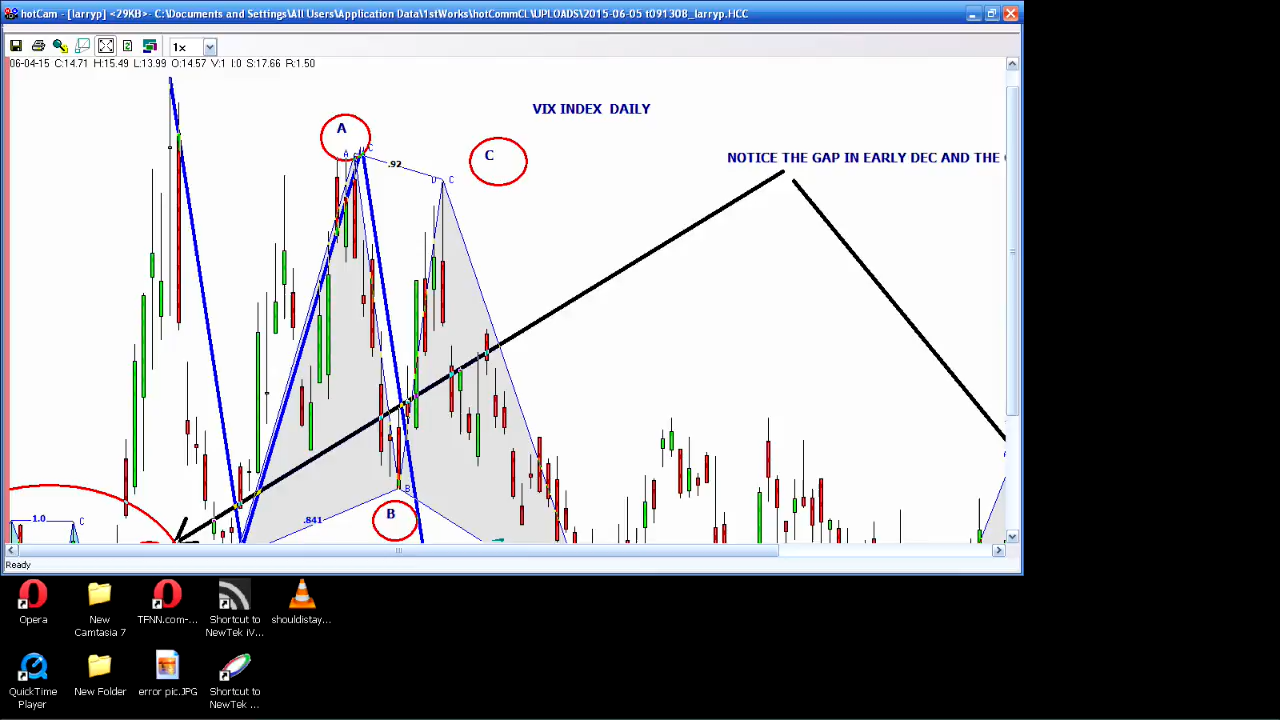 hotCam - [larryp] <29KB>- C:\Documents and Settings\All Users\Application Data\1stWorks\hotCommCL\UPLOADS\2015-06-05 t091308_larryp.HCC
1x
06-04-15 C:14.71 H:15.49 L:13.99 O:14.57 V:1 I:0 S:17.66 R:1.50
VIX INDEX DAILY
A
C
A
C
.92
D
C
NOTICE THE GAP IN EARLY DEC AND THE
B
B
.841
1.0
C
Ready
Opera
New Camtasia 7
TFNN.com-...
Shortcut to NewTek iV...
shouldistay...
QuickTime Player
New Folder
error pic.JPG
Shortcut to NewTek ...